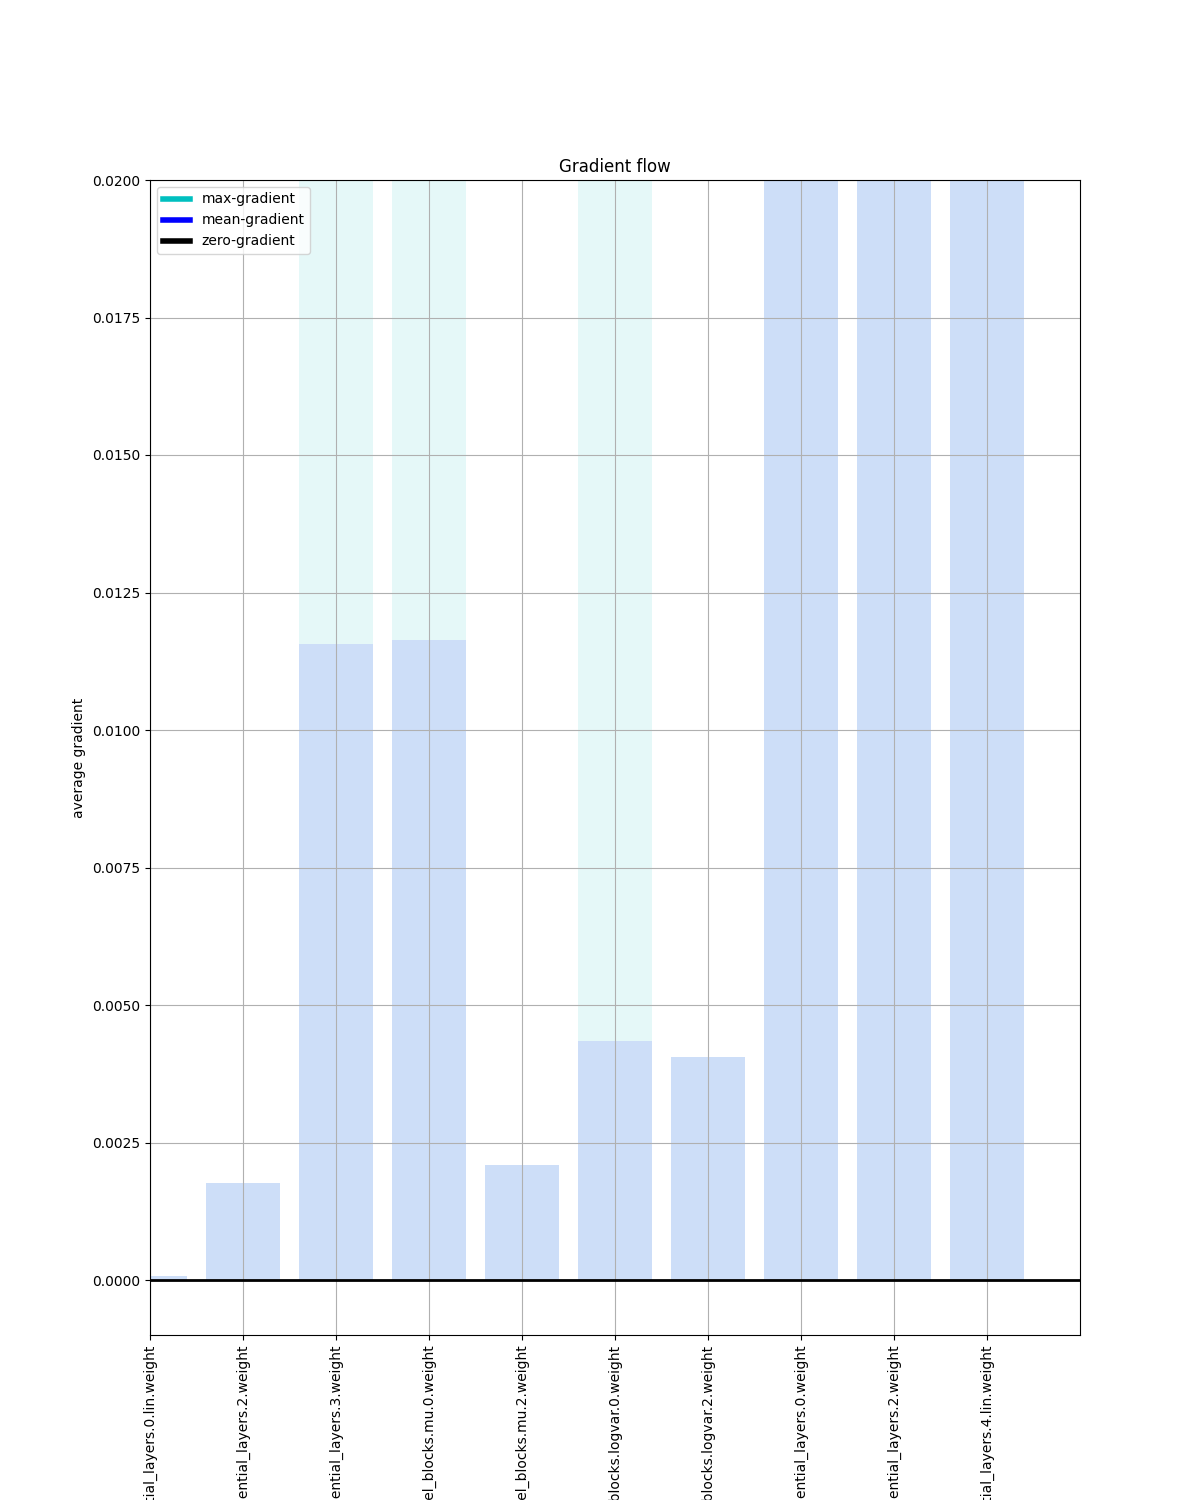 Gradient flow
max-gradient
mean-gradient
zero-gradient
0.0200
0.0175
0.0150
0.0125
0.0100
0.0075
0.0050
0.0025
0.0000
average gradient
tial_layers.0.lin.weight
ential_layers.2.weight
ential_layers.3.weight
el_blocks.mu.0.weight
el_blocks.mu.2.weight
blocks.logvar.0.weight
blocks.logvar.2.weight
ential_layers.0.weight
ential_layers.2.weight
tial_layers.4.lin.weight